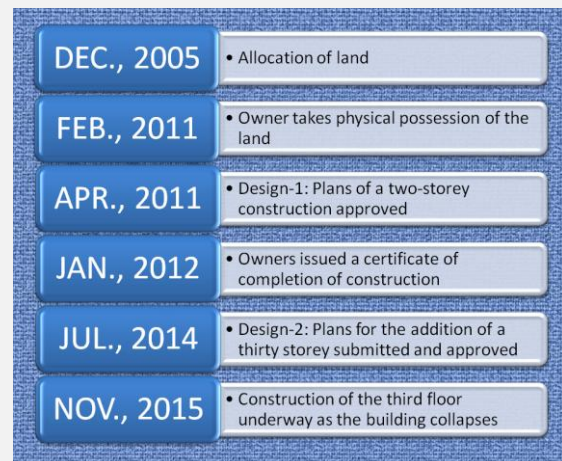 DEC., 2005
• Allocation of land
FEB., 2011
• Owner takes physical possession of the
land
APR., 2011
• Design-1: Plans of a two-storey
construction approved
JAN., 2012
• Owners issued a certificate of
completion of construction
JUL., 2014
• Design-2: Plans for the addition of a
thirty storey submitted and approved
NOV., 2015
• Construction of the third floor
underway as the building collapses